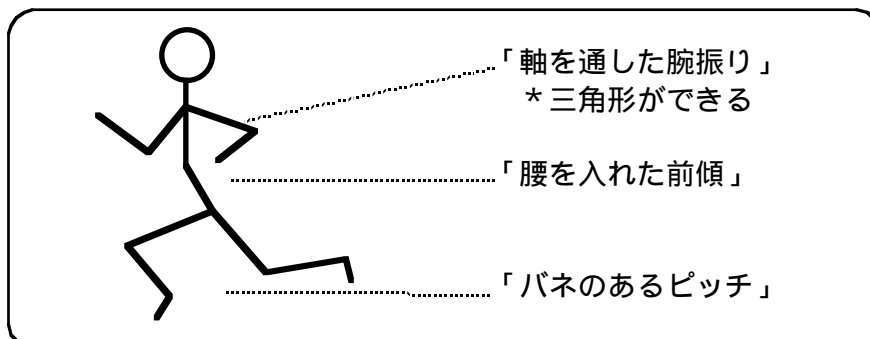 「軸を通した腕振り」
＊三角形ができる
「腰を入れた前傾」
「バネのあるピッチ」